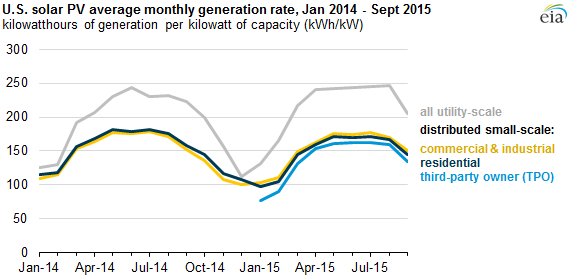 U.S. solar PV average monthly generation rate, Jan 2014 - Sept 2015
kilowatthours of generation per kilowatt of capacity (kWh/kW)
eia
300
250
200
150
100
50
0
Jan-14 Apr-14 Jul-14 Oct-14 Jan-15 Apr-15 Jul-15
all utility-scale
distributed small-scale:
commercial & industrial
residential
third-party owner (TPO)